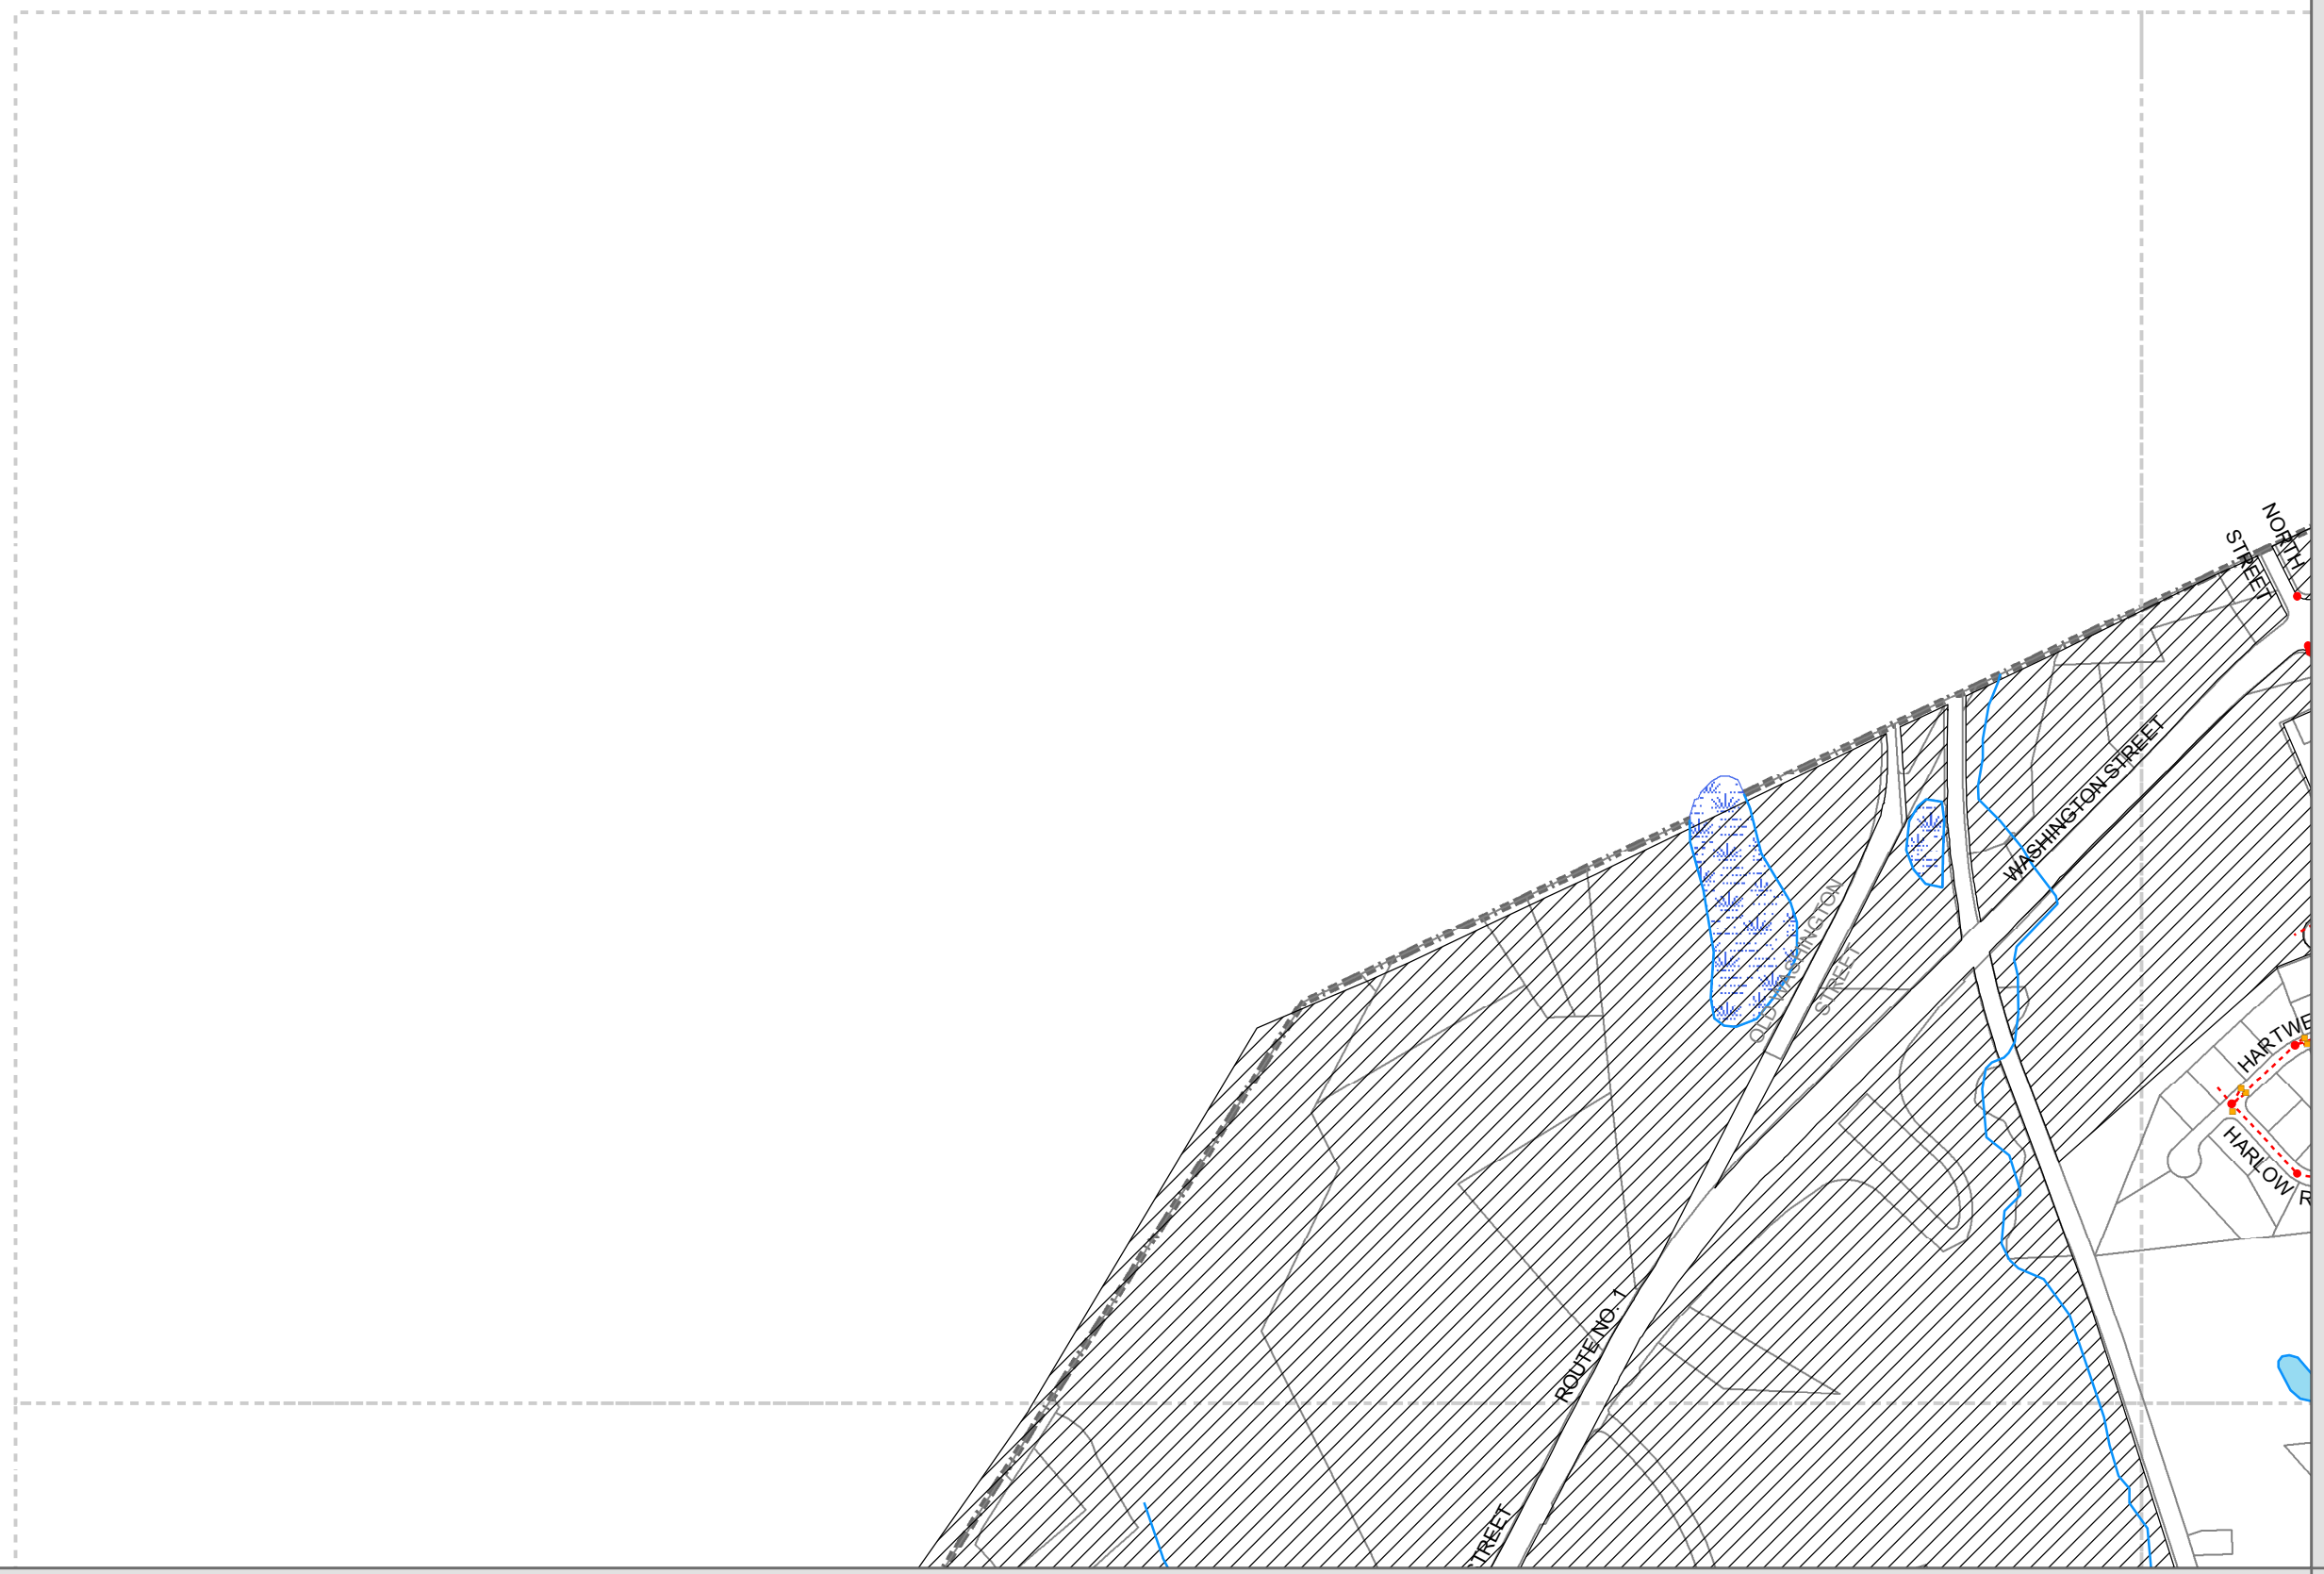 NORTH
STREET
WASHINGTON STREET
OLD WASHINGTON
STREET
HARTWE
HARLOW R
ROUTE NO. 1
STREET